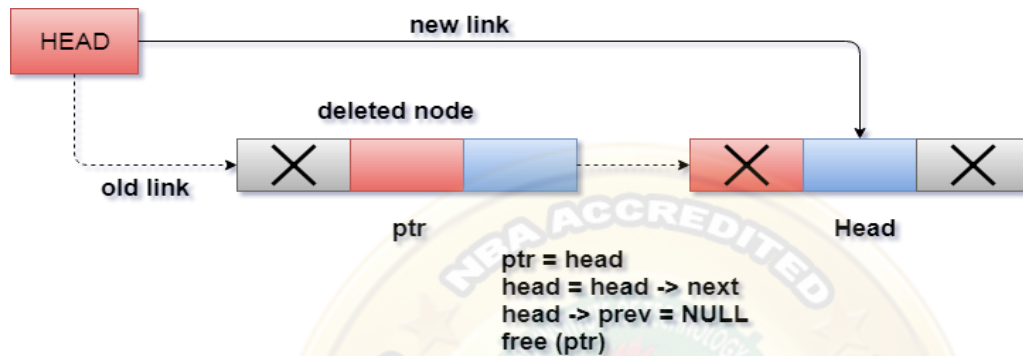 HEAD
new link
deleted node
old link
ptr
Head
ptr = head
head = head -> next
head -> prev = NULL
free (ptr)
NBA ACCREDITED